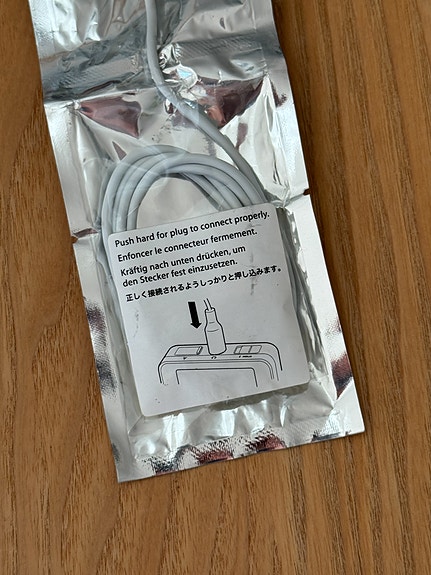 Push hard for plug to connect properly.
Enfoncer le connecteur fermement.
Kräftig nach unten drücken, um
den Stecker fest einzusetzen.
正しく接続されるようしっかりと押し込みます。